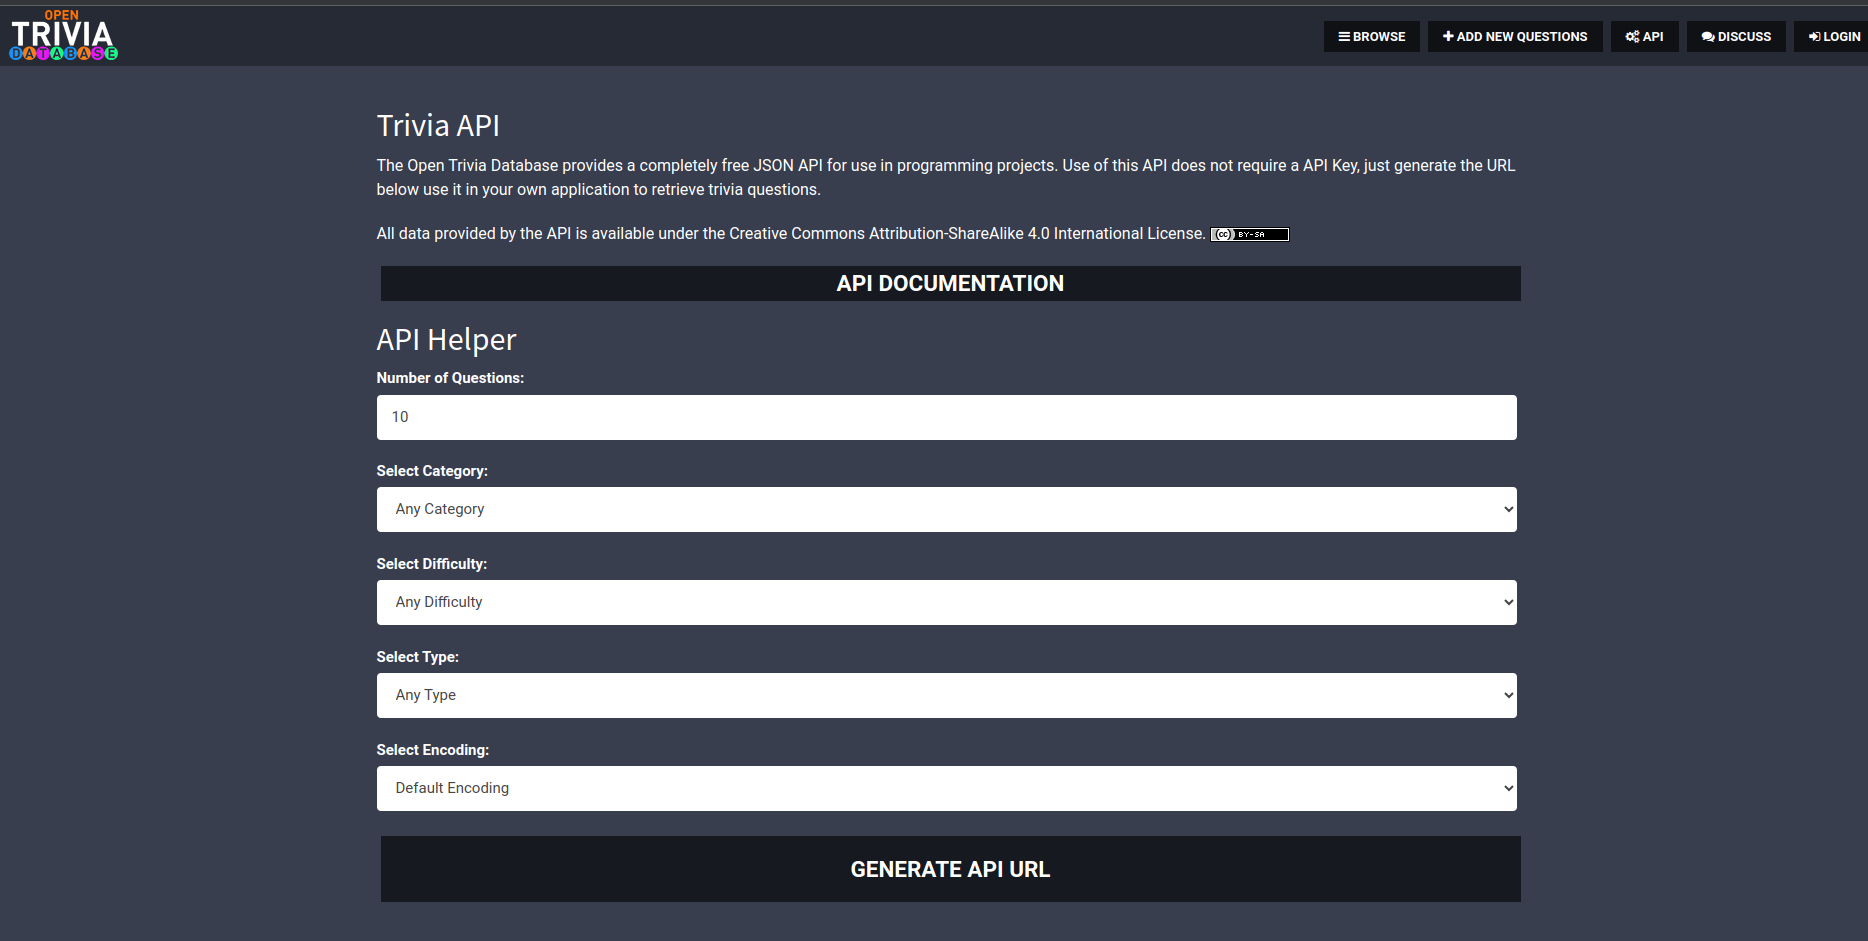 OPEN
TRIVIA
DATABASE
BROWSE
ADD NEW QUESTIONS
API
DISCUSS
LOGIN
Trivia API
The Open Trivia Database provides a completely free JSON API for use in programming projects. Use of this API does not require a API Key, just generate the URL
below use it in your own application to retrieve trivia questions.
All data provided by the API is available under the Creative Commons Attribution-ShareAlike 4.0 International License. cc BY-SA
API DOCUMENTATION
API Helper
Number of Questions:
10
Select Category:
Any Category
Select Difficulty:
Any Difficulty
Select Type:
Any Type
Select Encoding:
Default Encoding
GENERATE API URL